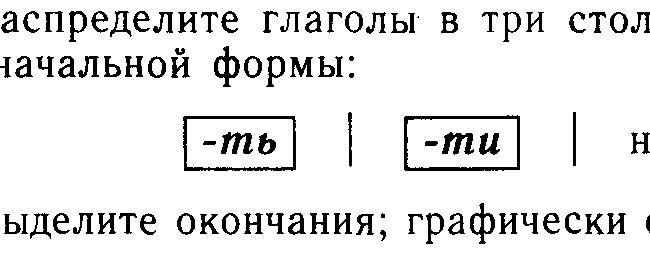 аспределите глаголы в три стол
начальной формы:
-ть | -ти | н
ыделите окончания; графически